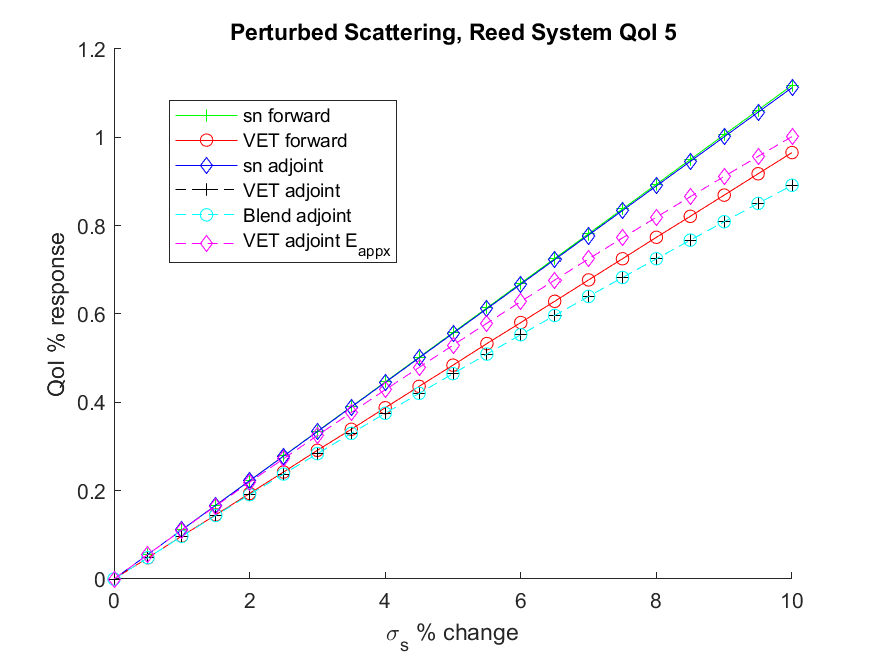 Perturbed Scattering, Reed System QoI 5
1.2
1
0.8
0.6
0.4
0.2
0
QoI % response
sn forward
VET forward
sn adjoint
VET adjoint
Blend adjoint
VET adjoint E_appx
0 2 4 6 8 10
σ_s % change